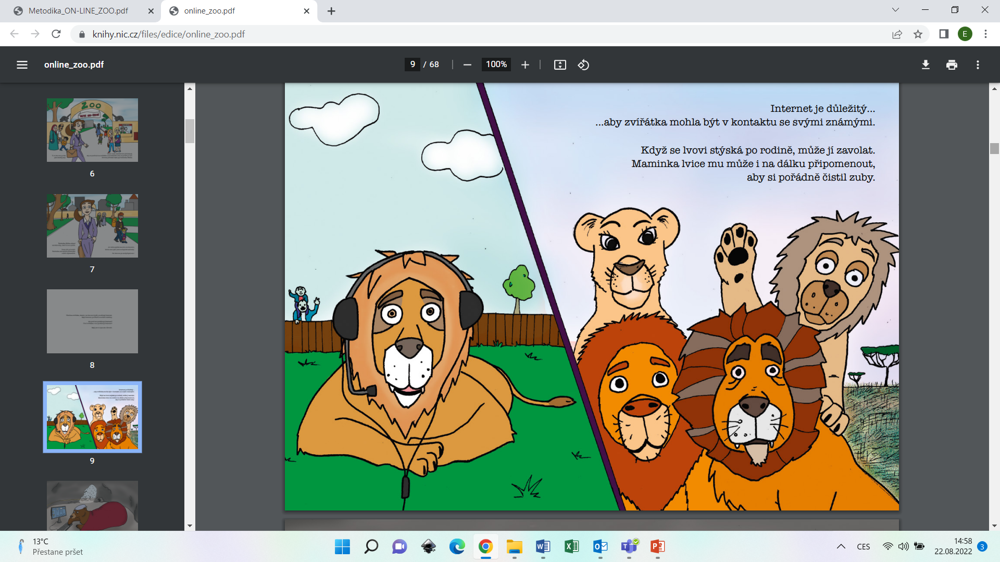 Metodika_ON-LINE_ZOO.pdf
online_zoo.pdf
knihy.nic.cz/files/edice/online_zoo.pdf
E
online_zoo.pdf
9 / 68
100%
ZOO
6
7
8
9
Internet je důležitý...
...aby zvířátka mohla být v kontaktu se svými známými.
Když se lvovi stýská po rodině, může jí zavolat.
Maminka lvice mu může i na dálku připomenout,
aby si pořádně čistil zuby.
13°C
Přestane pršet
CES
14:58
22.08.2022
3